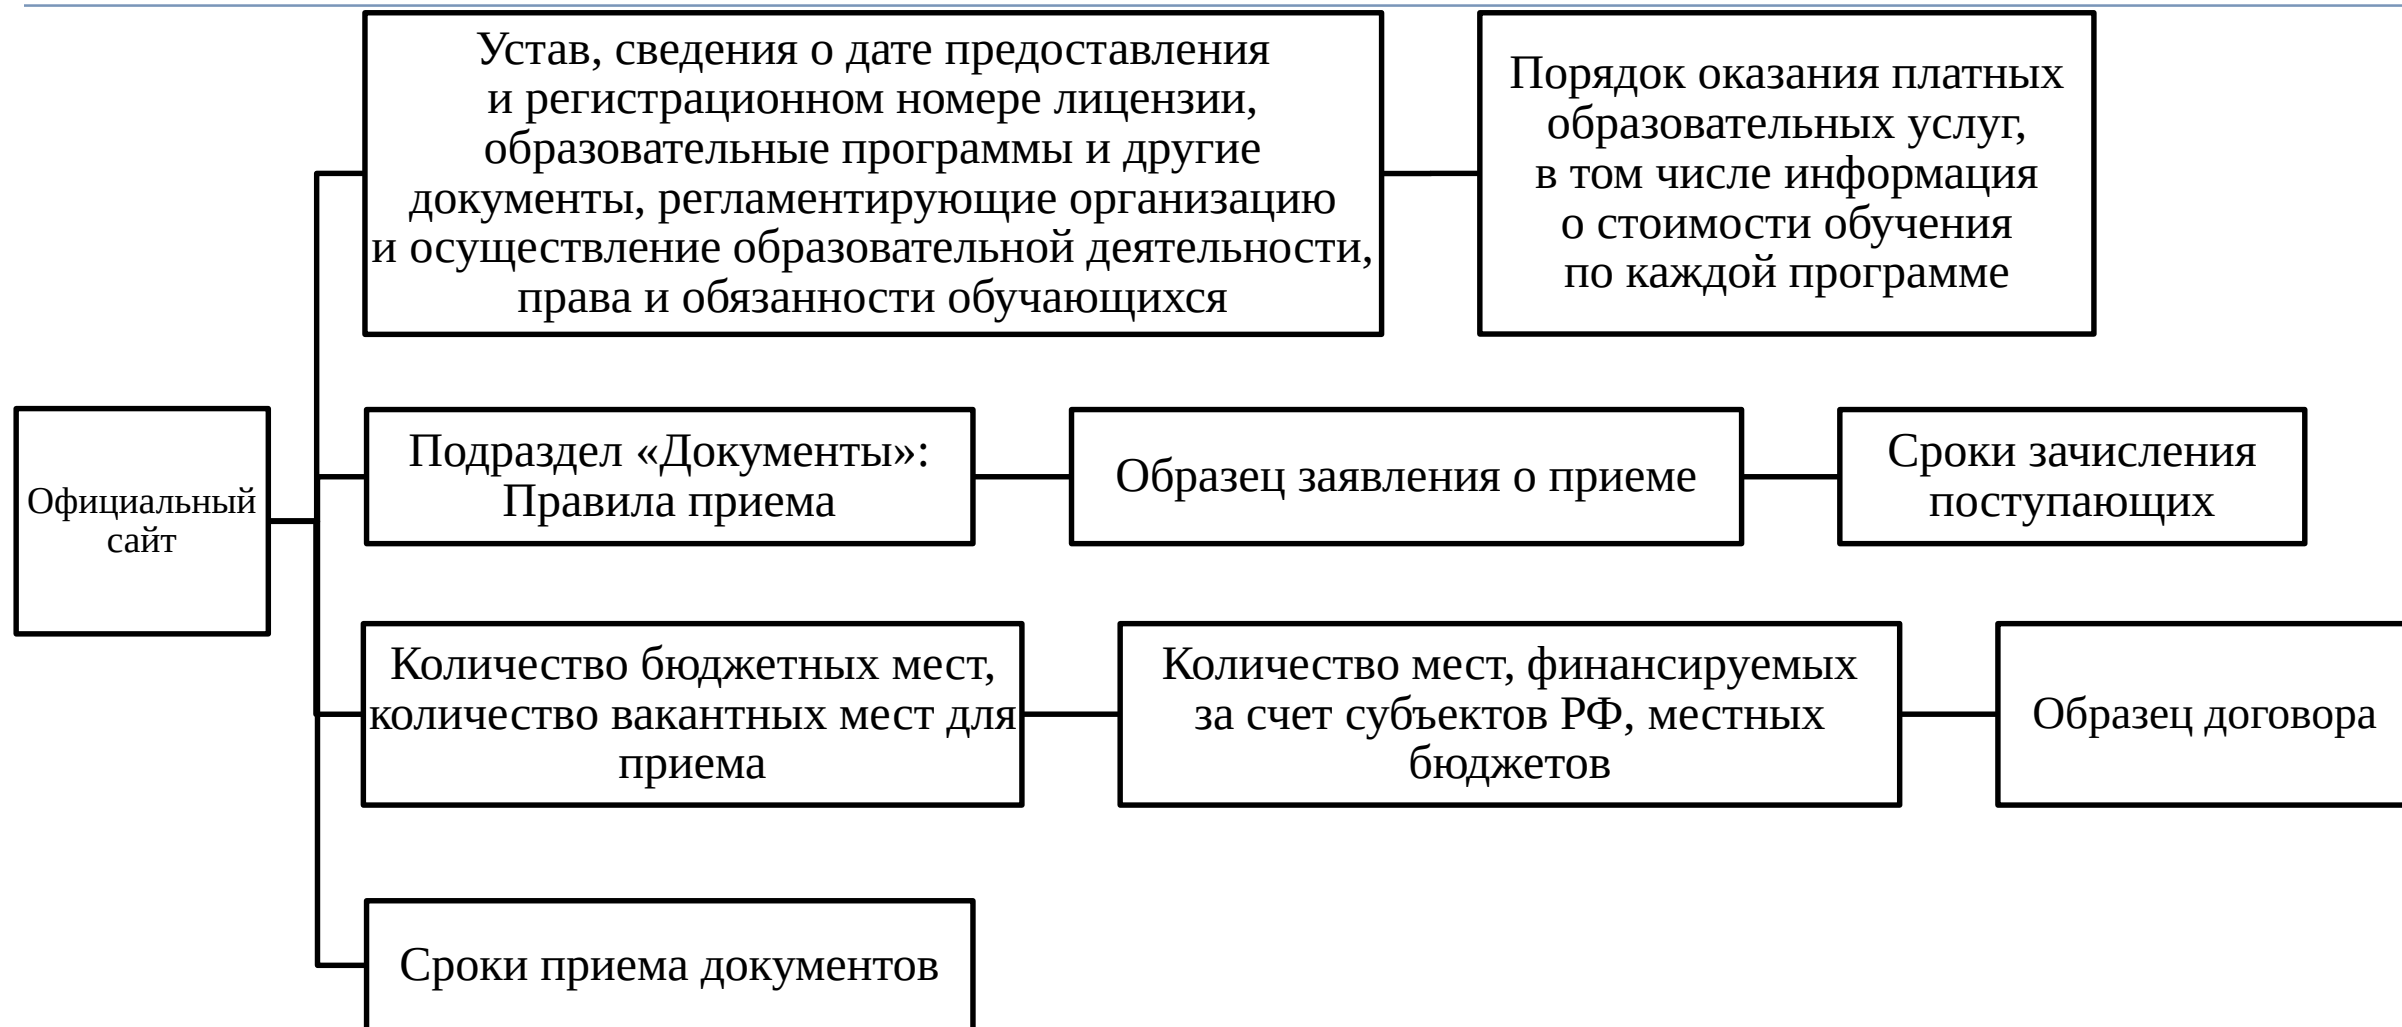 Устав, сведения о дате предоставления
и регистрационном номере лицензии,
образовательные программы и другие
документы, регламентирующие организацию
и осуществление образовательной деятельности,
права и обязанности обучающихся
Порядок оказания платных
образовательных услуг,
в том числе информация
о стоимости обучения
по каждой программе
Официальный
сайт
Подраздел «Документы»:
Правила приема
Образец заявления о приеме
Сроки зачисления
поступающих
Количество бюджетных мест,
количество вакантных мест для
приема
Количество мест, финансируемых
за счет субъектов РФ, местных
бюджетов
Образец договора
Сроки приема документов